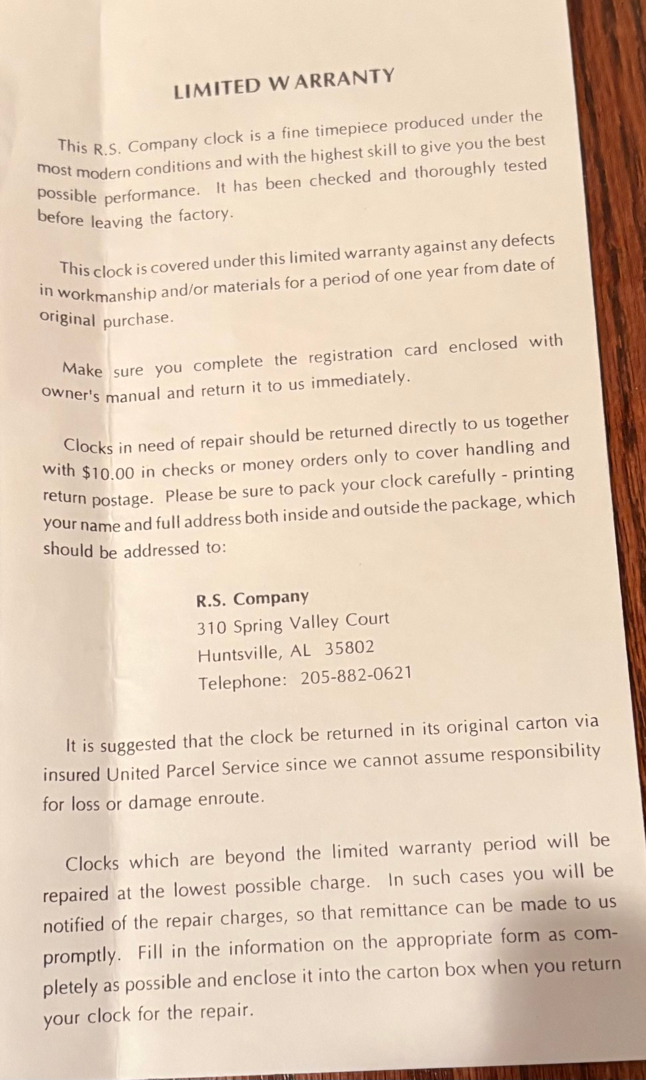 LIMITED WARRANTY
This R.S. Company clock is a fine timepiece produced under the
most modern conditions and with the highest skill to give you the best
possible performance. It has been checked and thoroughly tested
before leaving the factory.
This clock is covered under this limited warranty against any defects
in workmanship and/or materials for a period of one year from date of
original purchase.
Make sure you complete the registration card enclosed with
owner's manual and return it to us immediately.
Clocks in need of repair should be returned directly to us together
with $10.00 in checks or money orders only to cover handling and
return postage. Please be sure to pack your clock carefully - printing
your name and full address both inside and outside the package, which
should be addressed to:
R.S. Company
310 Spring Valley Court
Huntsville, AL 35802
Telephone: 205-882-0621
It is suggested that the clock be returned in its original carton via
insured United Parcel Service since we cannot assume responsibility
for loss or damage enroute.
Clocks which are beyond the limited warranty period will be
repaired at the lowest possible charge. In such cases you will be
notified of the repair charges, so that remittance can be made to us
promptly. Fill in the information on the appropriate form as com-
pletely as possible and enclose it into the carton box when you return
your clock for the repair.